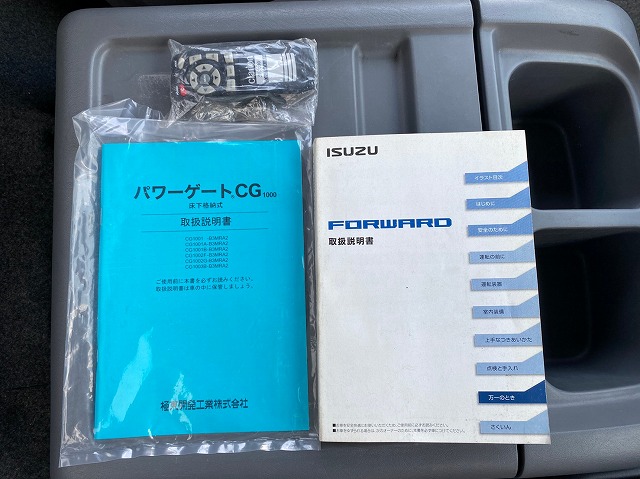 clarion
パワーゲート®CG1000
床下格納式
取扱説明書
ご使用前に本書を必ずお読みください。
取扱説明書は車の中に保管しましょう。
極東開発工業株式会社
ISUZU
FORWARD
取扱説明書
イラスト目次
はじめに
安全のために
運転の前に
運転装置
室内装備
上手なつきあいかた
点検と手入れ
万一のとき
さくいん